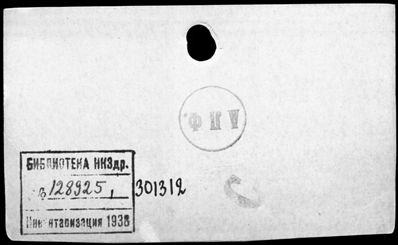 БИБЛИОТЕКА НКЗдр.
128925, 301312
Инвентаризация 1938